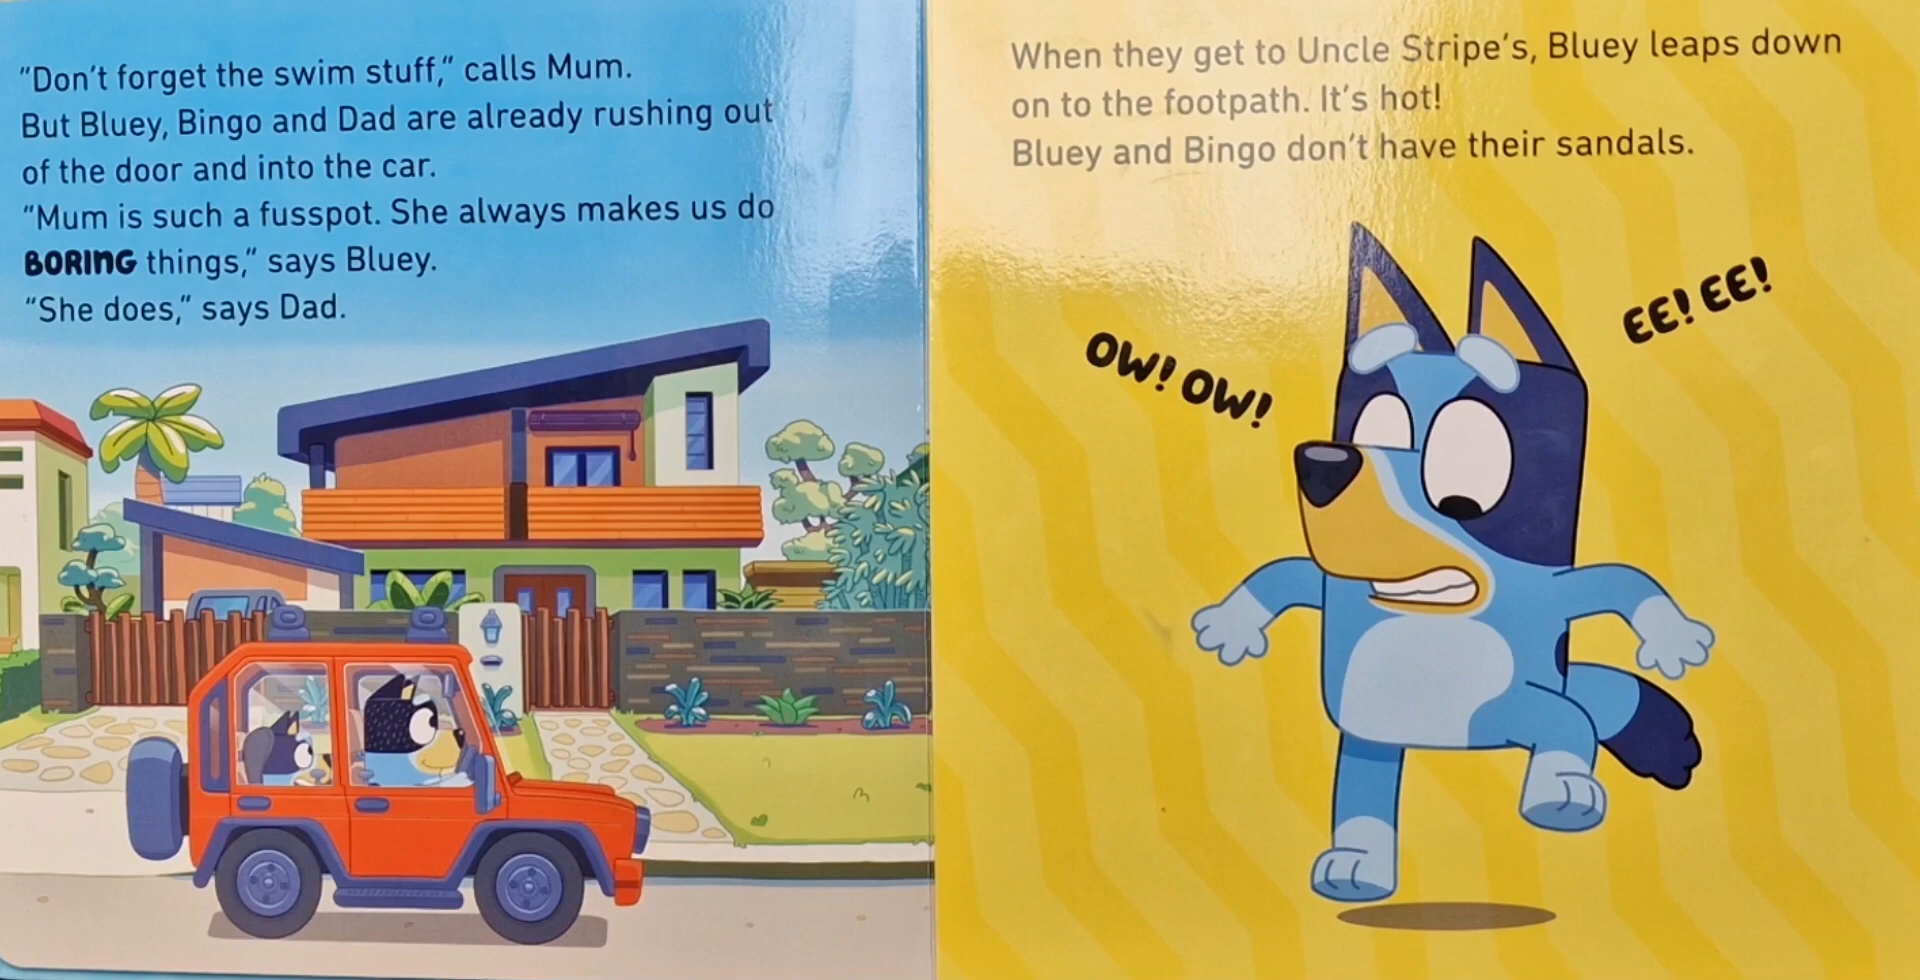 “Don’t forget the swim stuff,” calls Mum.
But Bluey, Bingo and Dad are already rushing out
of the door and into the car.
“Mum is such a fusspot. She always makes us do
BORING things,” says Bluey.
“She does,” says Dad.
When they get to Uncle Stripe’s, Bluey leaps down
on to the footpath. It’s hot!
Bluey and Bingo don’t have their sandals.
OW! OW!
EE! EE!